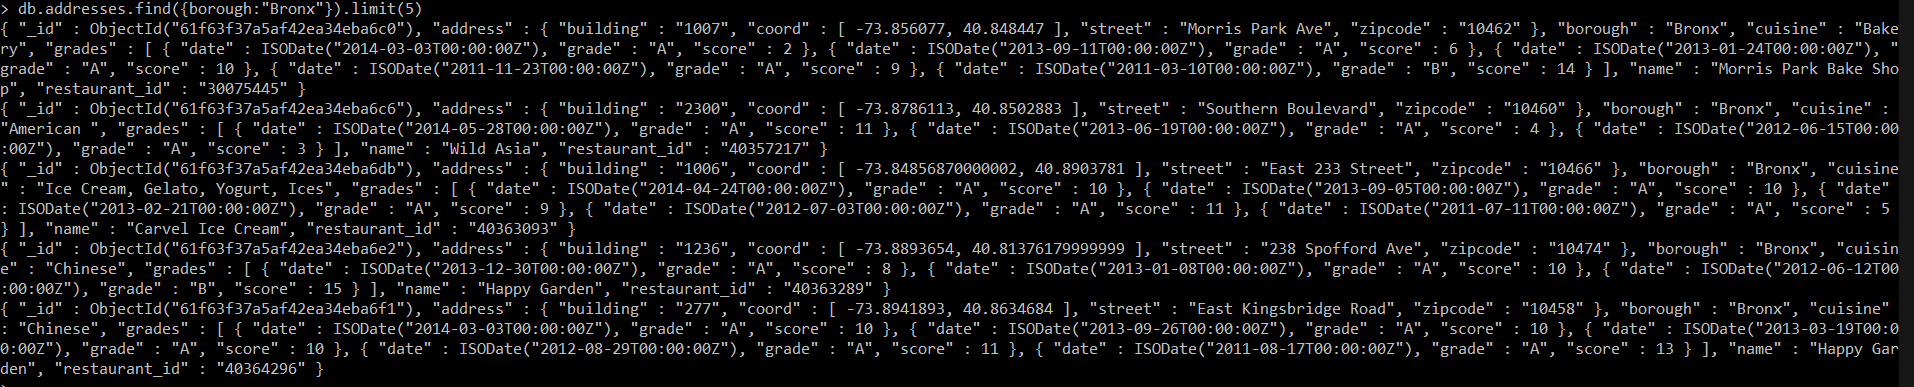 > db.addresses.find({borough:"Bronx"}).limit(5)
{ "_id" : ObjectId("61f63f37a5af42ea34eba6c0"), "address" : { "building" : "1007", "coord" : [ -73.856077, 40.848447 ], "street" : "Morris Park Ave", "zipcode" : "10462" }, "borough" : "Bronx", "cuisine" : "Bake
ry", "grades" : [ { "date" : ISODate("2014-03-03T00:00:00Z"), "grade" : "A", "score" : 2 }, { "date" : ISODate("2013-09-11T00:00:00Z"), "grade" : "A", "score" : 6 }, { "date" : ISODate("2013-01-24T00:00:00Z"), "
grade" : "A", "score" : 10 }, { "date" : ISODate("2011-11-23T00:00:00Z"), "grade" : "A", "score" : 9 }, { "date" : ISODate("2011-03-10T00:00:00Z"), "grade" : "B", "score" : 14 } ], "name" : "Morris Park Bake Sho
p", "restaurant_id" : "30075445" }
{ "_id" : ObjectId("61f63f37a5af42ea34eba6c6"), "address" : { "building" : "2300", "coord" : [ -73.8786113, 40.8502883 ], "street" : "Southern Boulevard", "zipcode" : "10460" }, "borough" : "Bronx", "cuisine" :
"American ", "grades" : [ { "date" : ISODate("2014-05-28T00:00:00Z"), "grade" : "A", "score" : 11 }, { "date" : ISODate("2013-06-19T00:00:00Z"), "grade" : "A", "score" : 4 }, { "date" : ISODate("2012-06-15T00:00
:00Z"), "grade" : "A", "score" : 3 } ], "name" : "Wild Asia", "restaurant_id" : "40357217" }
{ "_id" : ObjectId("61f63f37a5af42ea34eba6db"), "address" : { "building" : "1006", "coord" : [ -73.84856870000002, 40.8903781 ], "street" : "East 233 Street", "zipcode" : "10466" }, "borough" : "Bronx", "cuisine
" : "Ice Cream, Gelato, Yogurt, Ices", "grades" : [ { "date" : ISODate("2014-04-24T00:00:00Z"), "grade" : "A", "score" : 10 }, { "date" : ISODate("2013-09-05T00:00:00Z"), "grade" : "A", "score" : 10 }, { "date"
: ISODate("2013-02-21T00:00:00Z"), "grade" : "A", "score" : 9 }, { "date" : ISODate("2012-07-03T00:00:00Z"), "grade" : "A", "score" : 11 }, { "date" : ISODate("2011-07-11T00:00:00Z"), "grade" : "A", "score" : 5
} ], "name" : "Carvel Ice Cream", "restaurant_id" : "40363093" }
{ "_id" : ObjectId("61f63f37a5af42ea34eba6e2"), "address" : { "building" : "1236", "coord" : [ -73.8893654, 40.81376179999999 ], "street" : "238 Spofford Ave", "zipcode" : "10474" }, "borough" : "Bronx", "cuisin
e" : "Chinese", "grades" : [ { "date" : ISODate("2013-12-30T00:00:00Z"), "grade" : "A", "score" : 8 }, { "date" : ISODate("2013-01-08T00:00:00Z"), "grade" : "A", "score" : 10 }, { "date" : ISODate("2012-06-12T00
:00:00Z"), "grade" : "B", "score" : 15 } ], "name" : "Happy Garden", "restaurant_id" : "40363289" }
{ "_id" : ObjectId("61f63f37a5af42ea34eba6f1"), "address" : { "building" : "277", "coord" : [ -73.8941893, 40.8634684 ], "street" : "East Kingsbridge Road", "zipcode" : "10458" }, "borough" : "Bronx", "cuisine"
: "Chinese", "grades" : [ { "date" : ISODate("2014-03-03T00:00:00Z"), "grade" : "A", "score" : 10 }, { "date" : ISODate("2013-09-26T00:00:00Z"), "grade" : "A", "score" : 10 }, { "date" : ISODate("2013-03-19T00:0
0:00Z"), "grade" : "A", "score" : 10 }, { "date" : ISODate("2012-08-29T00:00:00Z"), "grade" : "A", "score" : 11 }, { "date" : ISODate("2011-08-17T00:00:00Z"), "grade" : "A", "score" : 13 } ], "name" : "Happy Gar
den", "restaurant_id" : "40364296" }